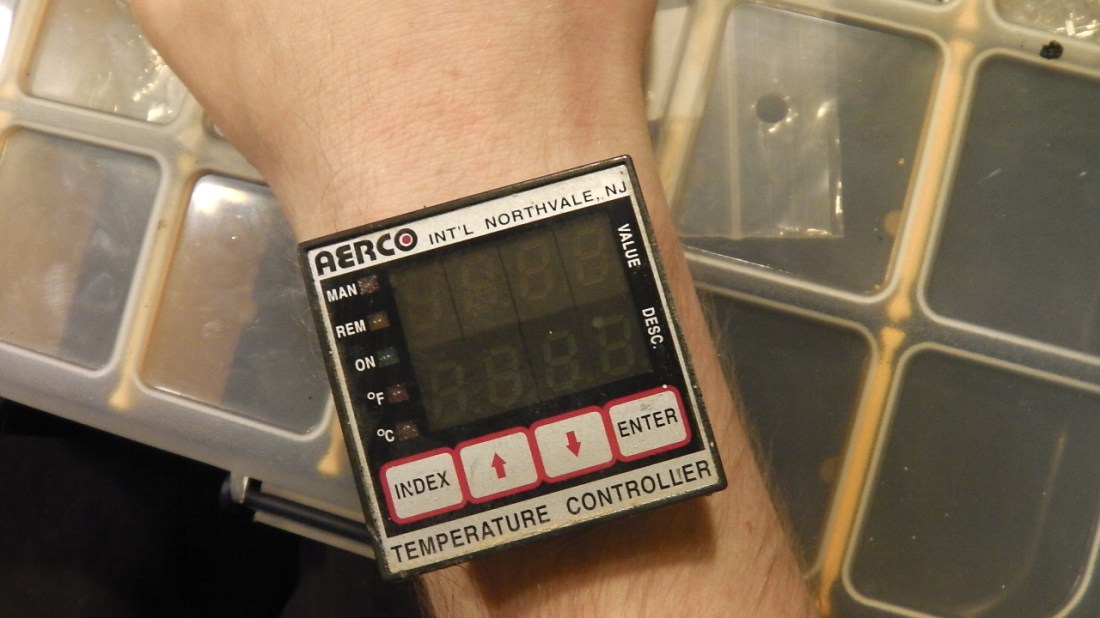 AERCO INT'L NORTHVALE, NJ
MAN
REM
ON
°F
°C
VALUE
DESC.
INDEX
ENTER
TEMPERATURE CONTROLLER